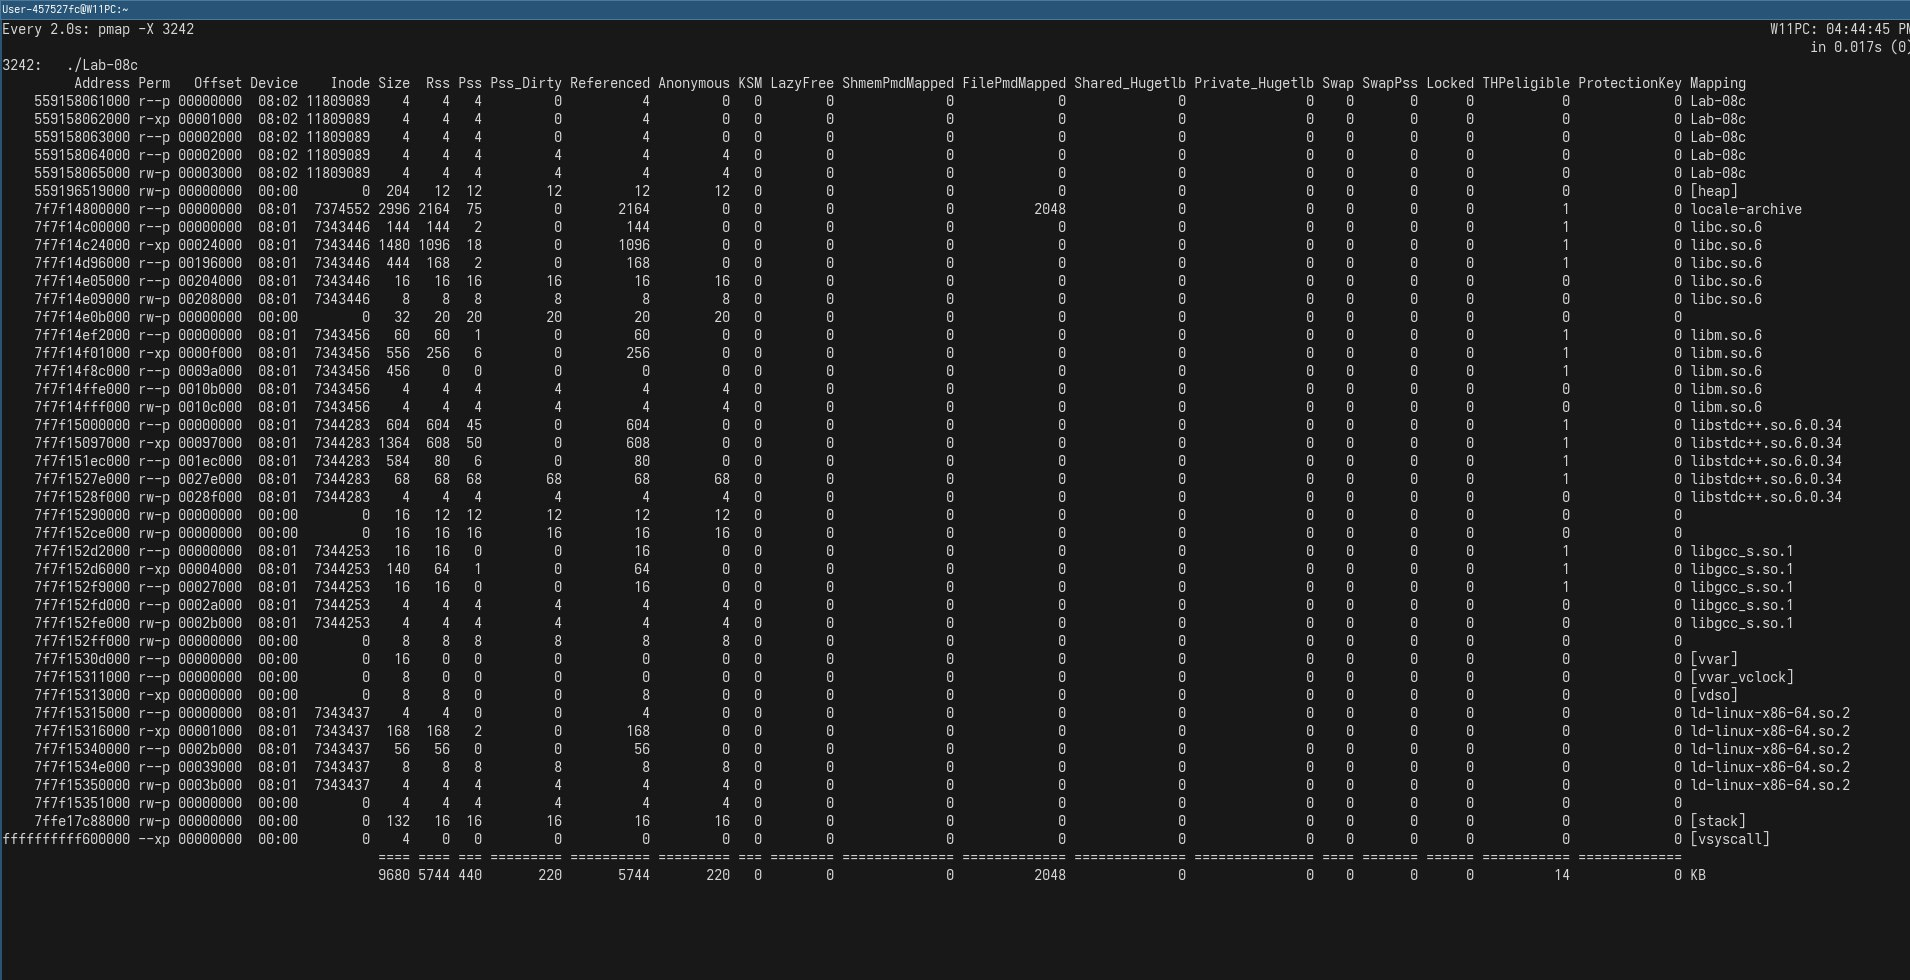 User-457527fc@W11PC:~
Every 2.0s: pmap -X 3242 W11PC: 04:44:45 PM
in 0.017s (0)
3242: ./Lab-08c
Address Perm Offset Device Inode Size Rss Pss Pss_Dirty Referenced Anonymous KSM LazyFree ShmemPmdMapped FilePmdMapped Shared_Hugetlb Private_Hugetlb Swap SwapPss Locked THPeligible ProtectionKey Mapping
559158061000 r--p 00000000 08:02 11809089 4 4 4 0 4 0 0 0 0 0 0 0 0 0 0 0 0 Lab-08c
559158062000 r-xp 00001000 08:02 11809089 4 4 4 0 4 0 0 0 0 0 0 0 0 0 0 0 0 Lab-08c
559158063000 r--p 00002000 08:02 11809089 4 4 4 0 4 0 0 0 0 0 0 0 0 0 0 0 0 Lab-08c
559158064000 r--p 00002000 08:02 11809089 4 4 4 4 4 4 0 0 0 0 0 0 0 0 0 0 0 Lab-08c
559158065000 rw-p 00003000 08:02 11809089 4 4 4 4 4 4 0 0 0 0 0 0 0 0 0 0 0 Lab-08c
559196519000 rw-p 00000000 00:00 0 204 12 12 12 12 12 0 0 0 0 0 0 0 0 0 0 0 [heap]
7f7f14800000 r--p 00000000 08:01 7374552 2996 2164 75 0 2164 0 0 0 0 2048 0 0 0 0 0 1 0 locale-archive
7f7f14c00000 r--p 00000000 08:01 7343446 144 144 2 0 144 0 0 0 0 0 0 0 0 0 0 1 0 libc.so.6
7f7f14c24000 r-xp 00024000 08:01 7343446 1480 1096 18 0 1096 0 0 0 0 0 0 0 0 0 0 1 0 libc.so.6
7f7f14d96000 r--p 00196000 08:01 7343446 444 168 2 0 168 0 0 0 0 0 0 0 0 0 0 1 0 libc.so.6
7f7f14e05000 r--p 00204000 08:01 7343446 16 16 16 16 16 16 0 0 0 0 0 0 0 0 0 0 0 libc.so.6
7f7f14e09000 rw-p 00208000 08:01 7343446 8 8 8 8 8 8 0 0 0 0 0 0 0 0 0 0 0 libc.so.6
7f7f14e0b000 rw-p 00000000 00:00 0 32 20 20 20 20 20 0 0 0 0 0 0 0 0 0 0 0
7f7f14ef2000 r--p 00000000 08:01 7343456 60 60 1 0 60 0 0 0 0 0 0 0 0 0 0 1 0 libm.so.6
7f7f14f01000 r-xp 0000f000 08:01 7343456 556 256 6 0 256 0 0 0 0 0 0 0 0 0 0 1 0 libm.so.6
7f7f14f8c000 r--p 0009a000 08:01 7343456 456 0 0 0 0 0 0 0 0 0 0 0 0 0 0 1 0 libm.so.6
7f7f14ffe000 r--p 0010b000 08:01 7343456 4 4 4 4 4 4 0 0 0 0 0 0 0 0 0 0 0 libm.so.6
7f7f14fff000 rw-p 0010c000 08:01 7343456 4 4 4 4 4 4 0 0 0 0 0 0 0 0 0 0 0 libm.so.6
7f7f15000000 r--p 00000000 08:01 7344283 604 604 45 0 604 0 0 0 0 0 0 0 0 0 0 1 0 libstdc++.so.6.0.34
7f7f15097000 r-xp 00097000 08:01 7344283 1364 608 50 0 608 0 0 0 0 0 0 0 0 0 0 1 0 libstdc++.so.6.0.34
7f7f151ec000 r--p 001ec000 08:01 7344283 584 80 6 0 80 0 0 0 0 0 0 0 0 0 0 1 0 libstdc++.so.6.0.34
7f7f1527e000 r--p 0027e000 08:01 7344283 68 68 68 68 68 68 0 0 0 0 0 0 0 0 0 1 0 libstdc++.so.6.0.34
7f7f1528f000 rw-p 0028f000 08:01 7344283 4 4 4 4 4 4 0 0 0 0 0 0 0 0 0 0 0 libstdc++.so.6.0.34
7f7f15290000 rw-p 00000000 00:00 0 16 12 12 12 12 12 0 0 0 0 0 0 0 0 0 0 0
7f7f152ce000 rw-p 00000000 00:00 0 16 16 16 16 16 16 0 0 0 0 0 0 0 0 0 0 0
7f7f152d2000 r--p 00000000 08:01 7344253 16 16 0 0 16 0 0 0 0 0 0 0 0 0 0 1 0 libgcc_s.so.1
7f7f152d6000 r-xp 00004000 08:01 7344253 140 64 1 0 64 0 0 0 0 0 0 0 0 0 0 1 0 libgcc_s.so.1
7f7f152f9000 r--p 00027000 08:01 7344253 16 16 0 0 16 0 0 0 0 0 0 0 0 0 0 1 0 libgcc_s.so.1
7f7f152fd000 r--p 0002a000 08:01 7344253 4 4 4 4 4 4 0 0 0 0 0 0 0 0 0 0 0 libgcc_s.so.1
7f7f152fe000 rw-p 0002b000 08:01 7344253 4 4 4 4 4 4 0 0 0 0 0 0 0 0 0 0 0 libgcc_s.so.1
7f7f152ff000 rw-p 00000000 00:00 0 8 8 8 8 8 8 0 0 0 0 0 0 0 0 0 0 0
7f7f1530d000 r--p 00000000 00:00 0 16 0 0 0 0 0 0 0 0 0 0 0 0 0 0 0 0 [vvar]
7f7f15311000 r--p 00000000 00:00 0 8 0 0 0 0 0 0 0 0 0 0 0 0 0 0 0 0 [vvar_vclock]
7f7f15313000 r-xp 00000000 00:00 0 8 8 0 0 8 0 0 0 0 0 0 0 0 0 0 0 0 [vdso]
7f7f15315000 r--p 00000000 08:01 7343437 4 4 0 0 4 0 0 0 0 0 0 0 0 0 0 0 0 ld-linux-x86-64.so.2
7f7f15316000 r-xp 00001000 08:01 7343437 168 168 2 0 168 0 0 0 0 0 0 0 0 0 0 0 0 ld-linux-x86-64.so.2
7f7f15340000 r--p 0002b000 08:01 7343437 56 56 0 0 56 0 0 0 0 0 0 0 0 0 0 0 0 ld-linux-x86-64.so.2
7f7f1534e000 r--p 00039000 08:01 7343437 8 8 8 8 8 8 0 0 0 0 0 0 0 0 0 0 0 ld-linux-x86-64.so.2
7f7f15350000 rw-p 0003b000 08:01 7343437 4 4 4 4 4 4 0 0 0 0 0 0 0 0 0 0 0 ld-linux-x86-64.so.2
7f7f15351000 rw-p 00000000 00:00 0 4 4 4 4 4 4 0 0 0 0 0 0 0 0 0 0 0
7ffe17c88000 rw-p 00000000 00:00 0 132 16 16 16 16 16 0 0 0 0 0 0 0 0 0 0 0 [stack]
ffffffffff600000 --xp 00000000 00:00 0 4 0 0 0 0 0 0 0 0 0 0 0 0 0 0 0 0 [vsyscall]
==== ==== === ========= ========== ========= === ======== ============== ============= ============== =============== ==== ======= ====== =========== =============
9680 5744 440 220 5744 220 0 0 0 2048 0 0 0 0 0 14 0 KB